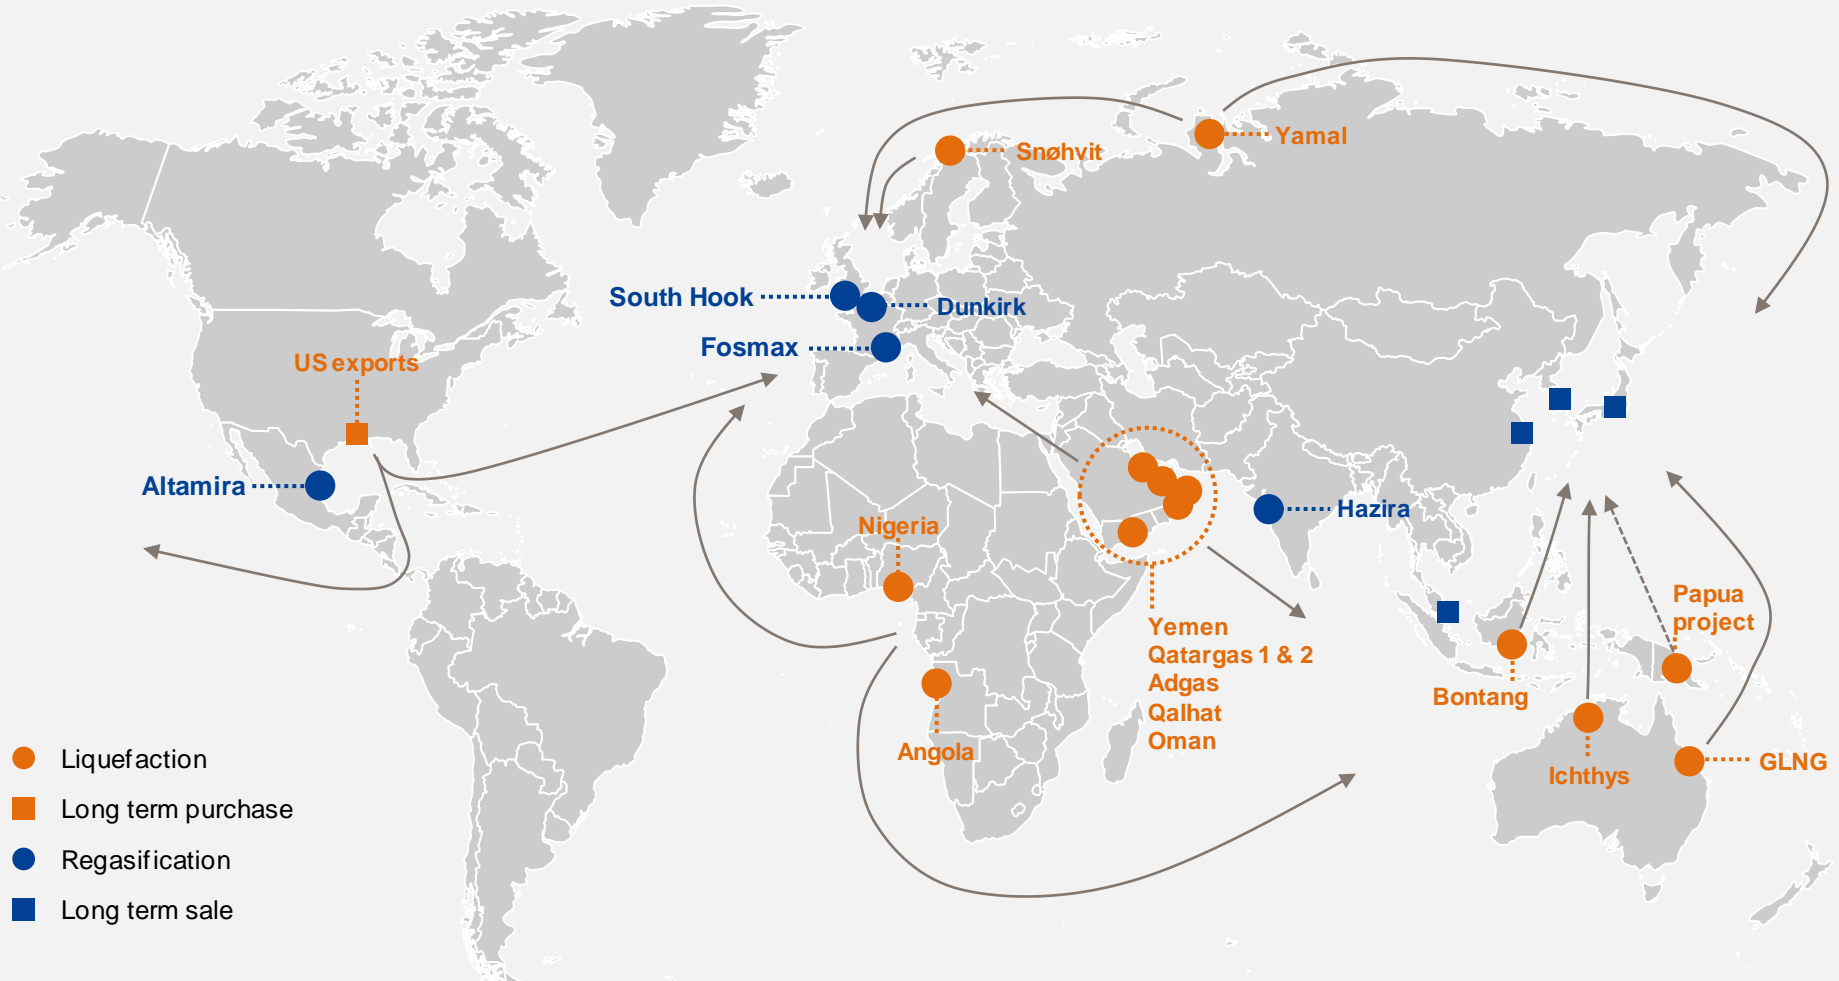 Snøhvit
Yamal
South Hook
Dunkirk
Fosmax
US exports
Altamira
Hazira
Nigeria
Papua
project
Yemen
Qatargas 1 & 2
Adgas
Qalhat
Oman
Bontang
Angola
Ichthys
GLNG
Liquefaction
Long term purchase
Regasification
Long term sale